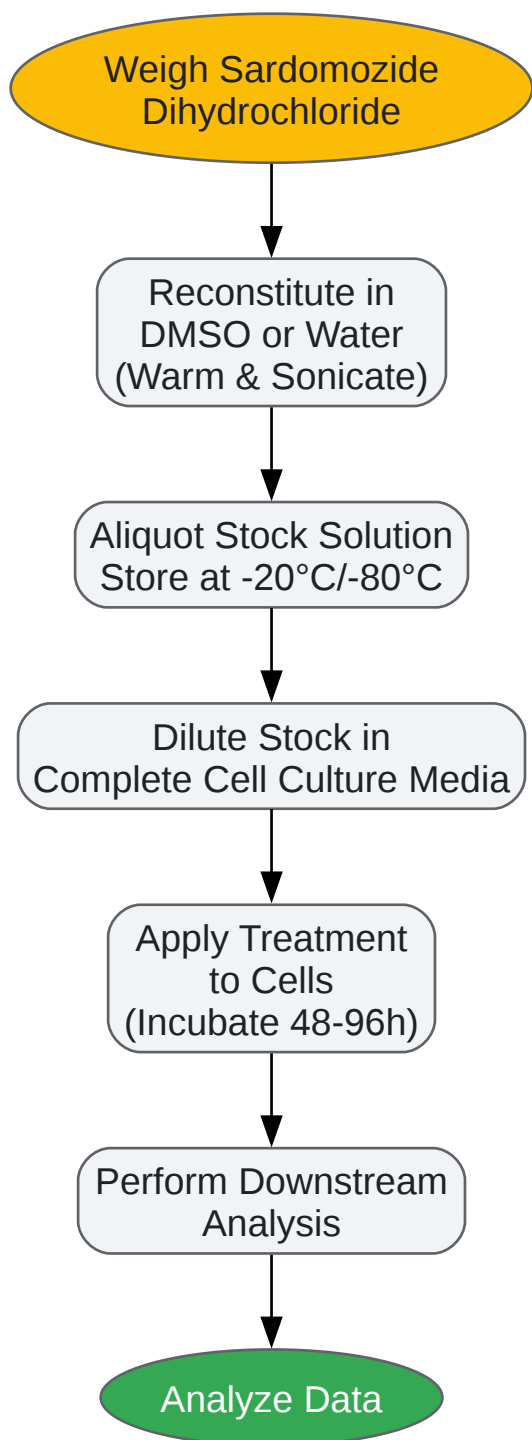 Weigh Sardomozide
Dihydrochloride
Reconstitute in
DMSO or Water
(Warm & Sonicate)
Aliquot Stock Solution
Store at -20°C/-80°C
Dilute Stock in
Complete Cell Culture Media
Apply Treatment
to Cells
(Incubate 48-96h)
Perform Downstream
Analysis
Analyze Data